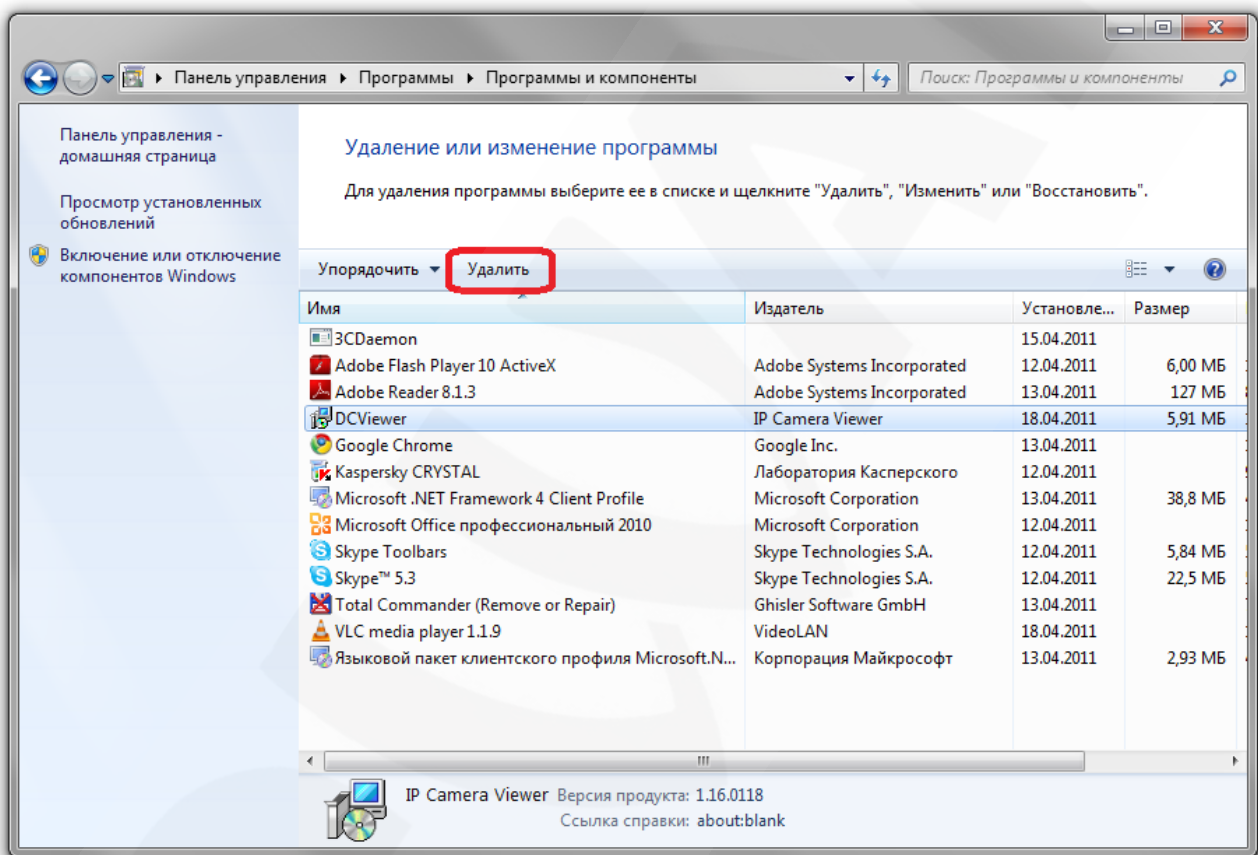 Панель управления ▸ Программы ▸ Программы и компоненты
Поиск: Программы и компоненты
Панель управления -
домашняя страница
Просмотр установленных
обновлений
Включение или отключение
компонентов Windows
Удаление или изменение программы
Для удаления программы выберите ее в списке и щелкните "Удалить", "Изменить" или "Восстановить".
Упорядочить Удалить
Имя Издатель Установле... Размер
3CDaemon 15.04.2011
Adobe Flash Player 10 ActiveX Adobe Systems Incorporated 12.04.2011 6,00 МБ
Adobe Reader 8.1.3 Adobe Systems Incorporated 13.04.2011 127 МБ
DCViewer IP Camera Viewer 18.04.2011 5,91 МБ
Google Chrome Google Inc. 13.04.2011
Kaspersky CRYSTAL Лаборатория Касперского 12.04.2011
Microsoft .NET Framework 4 Client Profile Microsoft Corporation 13.04.2011 38,8 МБ
Microsoft Office профессиональный 2010 Microsoft Corporation 12.04.2011
Skype Toolbars Skype Technologies S.A. 12.04.2011 5,84 МБ
Skype™ 5.3 Skype Technologies S.A. 12.04.2011 22,5 МБ
Total Commander (Remove or Repair) Ghisler Software GmbH 13.04.2011
VLC media player 1.1.9 VideoLAN 18.04.2011
Языковой пакет клиентского профиля Microsoft.N... Корпорация Майкрософт 13.04.2011 2,93 МБ
IP Camera Viewer Версия продукта: 1.16.0118
Ссылка справки: about:blank